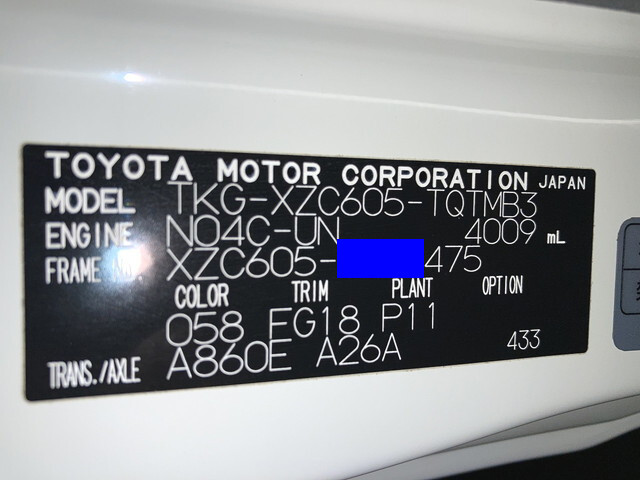 TOYOTA MOTOR CORPORATION JAPAN
MODEL TKG-XZC605-TQTMB3
ENGINE N04C-UN 4009 mL
FRAME NO. XZC605- 475
COLOR TRIM PLANT OPTION
058 FG18 P11
TRANS./AXLE A860E A26A 433